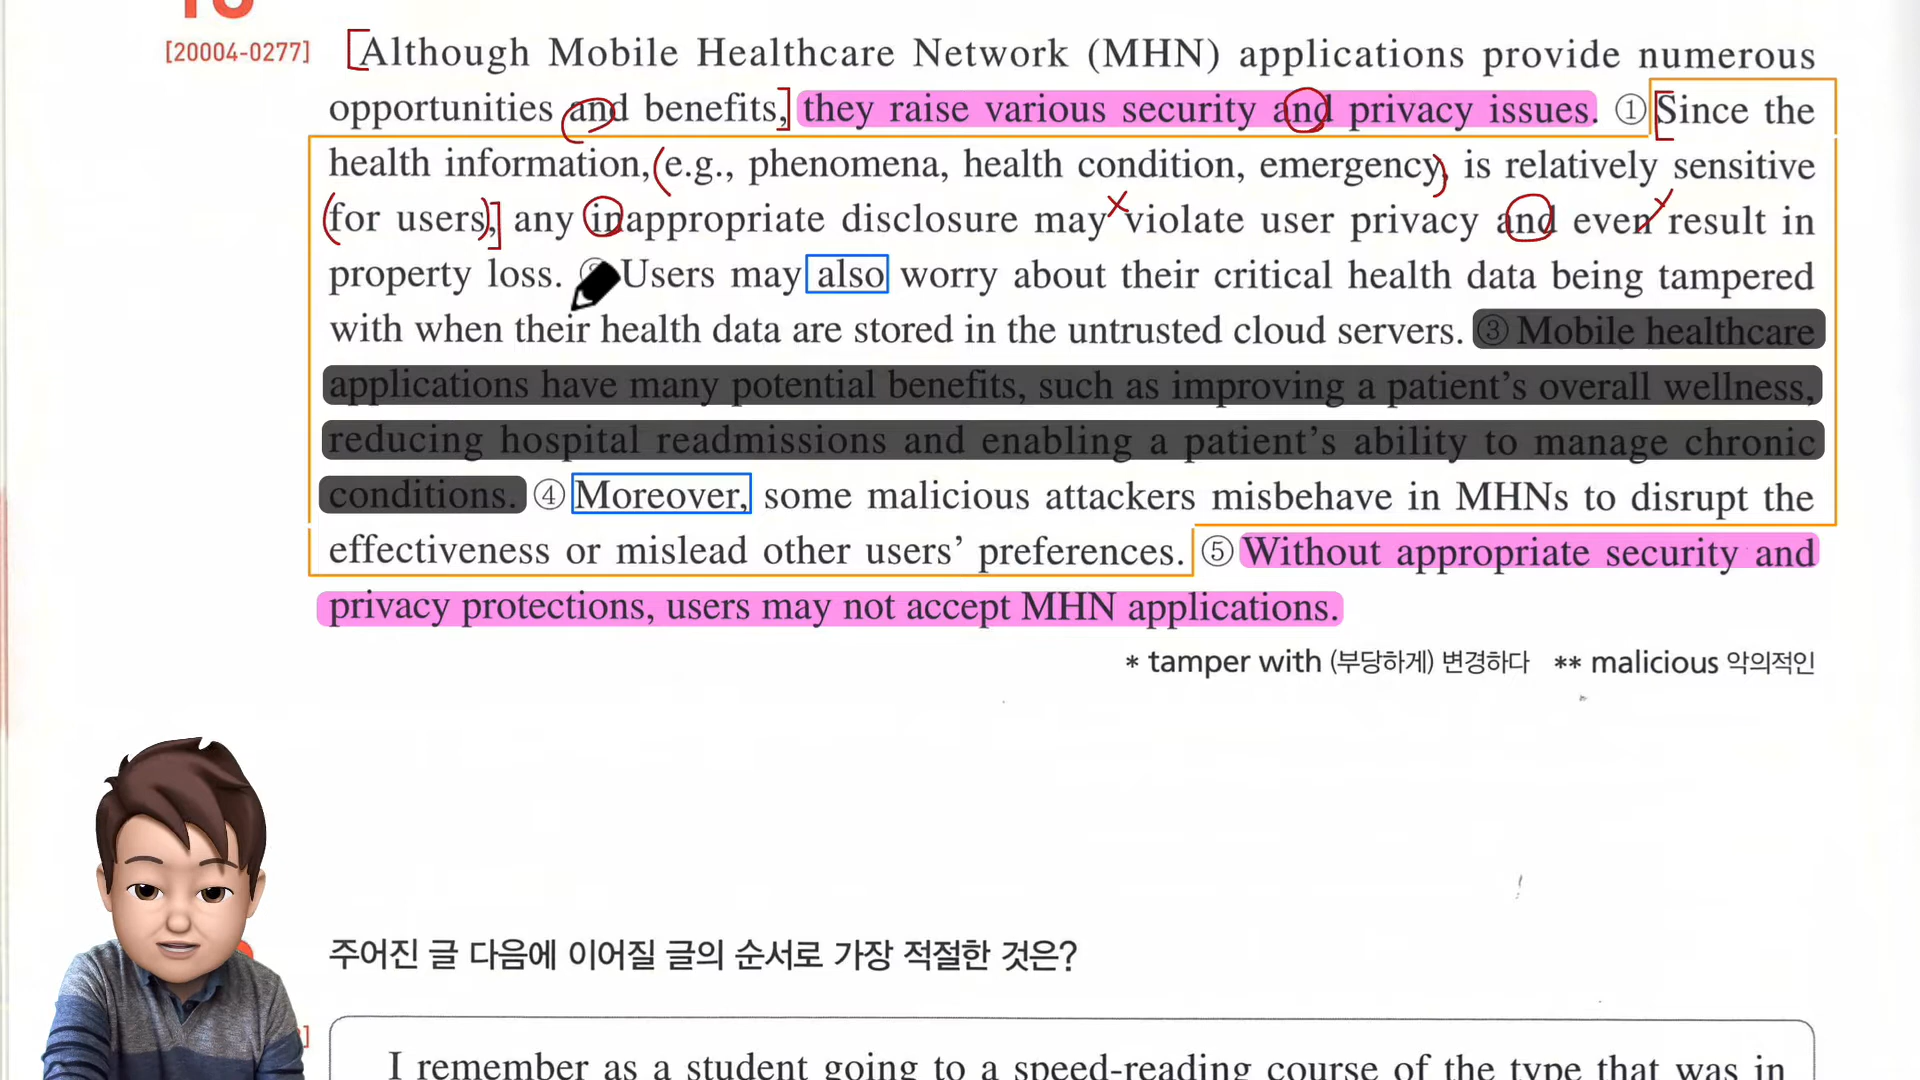 [20004-0277]
Although Mobile Healthcare Network (MHN) applications provide numerous
opportunities and benefits, they raise various security and privacy issues. ① Since the
health information, (e.g., phenomena, health condition, emergency) is relatively sensitive
for users, any inappropriate disclosure may violate user privacy and even result in
property loss. Users may also worry about their critical health data being tampered
with when their health data are stored in the untrusted cloud servers. ③ Mobile healthcare
applications have many potential benefits, such as improving a patient's overall wellness,
reducing hospital readmissions and enabling a patient's ability to manage chronic
conditions. ④ Moreover, some malicious attackers misbehave in MHNs to disrupt the
effectiveness or mislead other users' preferences. ⑤ Without appropriate security and
privacy protections, users may not accept MHN applications.
* tamper with (부당하게) 변경하다 ** malicious 악의적인
주어진 글 다음에 이어질 글의 순서로 가장 적절한 것은?
I remember as a student going to a speed-reading course of the type that was in